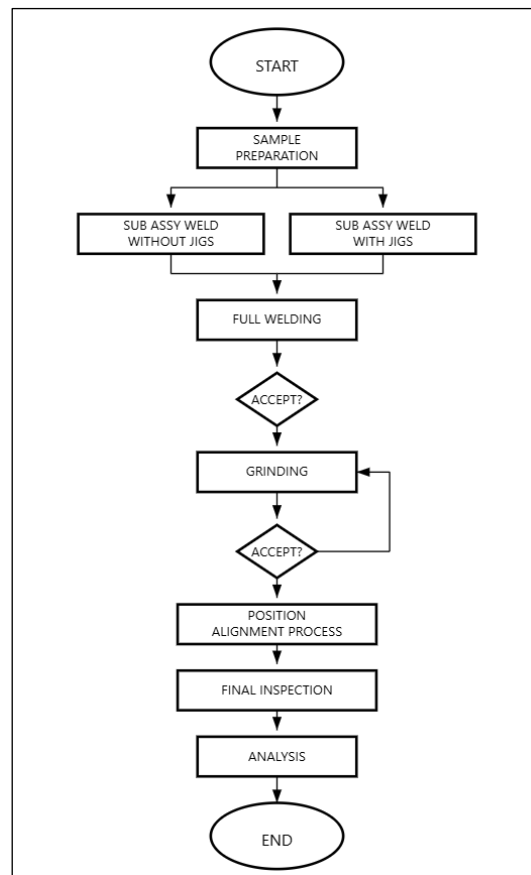 START
SAMPLE
PREPARATION
SUB ASSY WELD
WITHOUT JIGS
SUB ASSY WELD
WITH JIGS
FULL WELDING
ACCEPT?
GRINDING
ACCEPT?
POSITION
ALIGNMENT PROCESS
FINAL INSPECTION
ANALYSIS
END